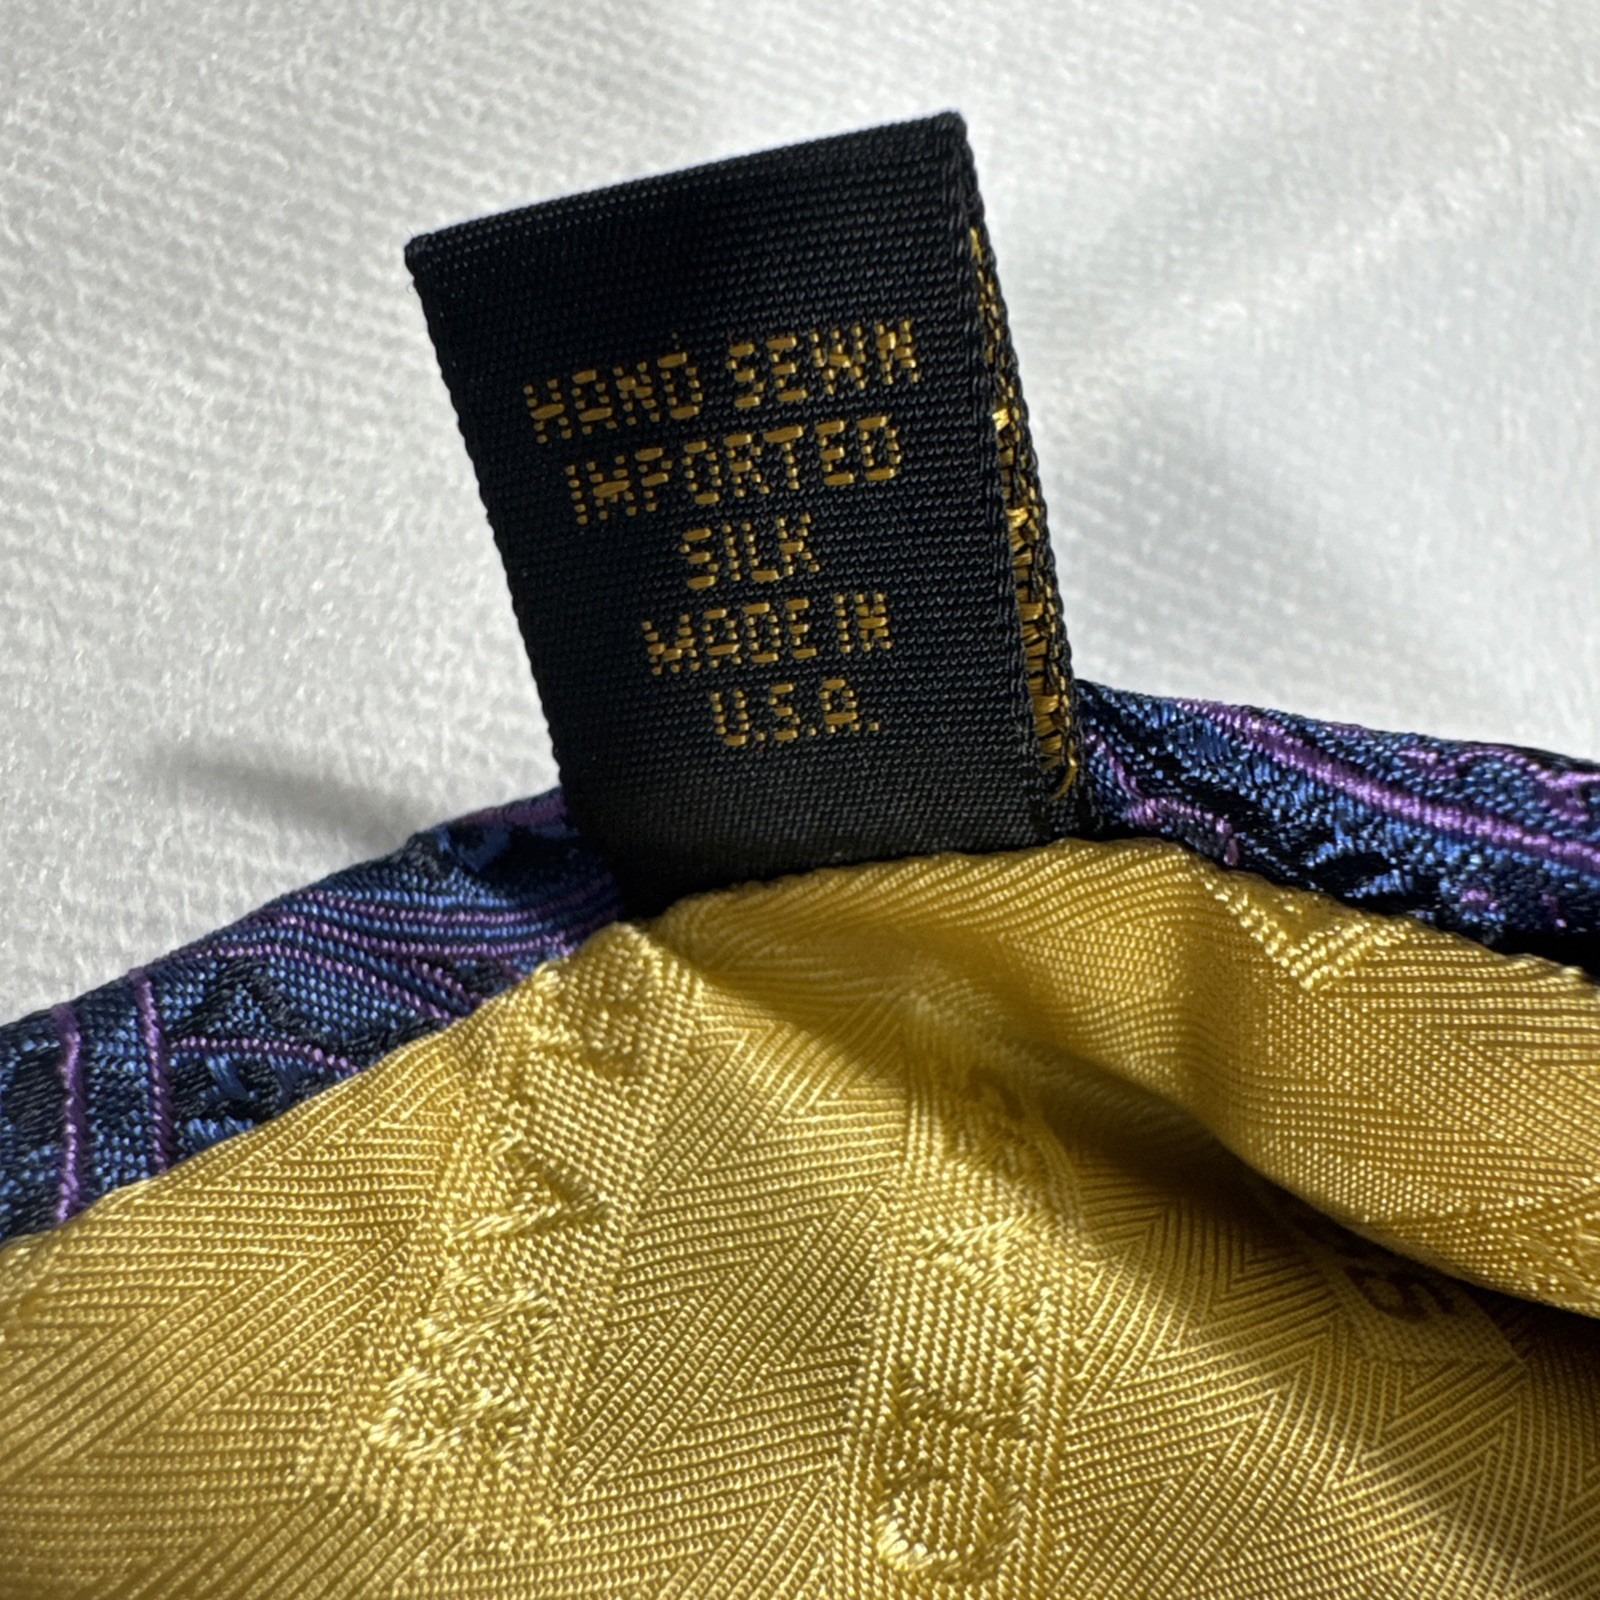 HAND SEWN
IMPORTED
SILK
MADE IN
U.S.A.